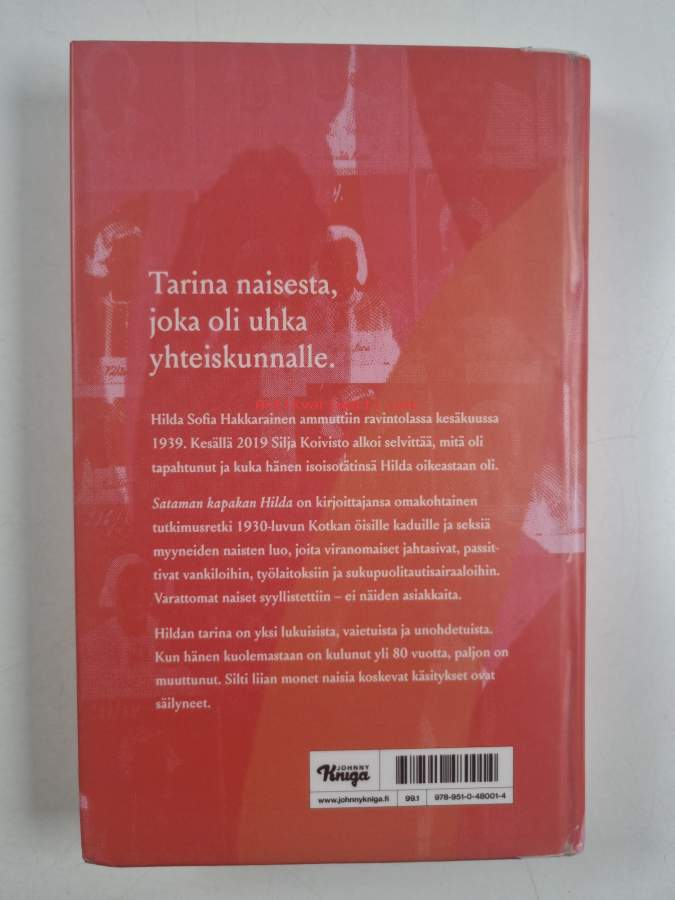 Tarina naisesta,
joka oli uhka
yhteiskunnalle.
Hilda Sofia Hakkarainen ammuttiin ravintolassa kesäkuussa
1939. Kesällä 2019 Silja Koivisto alkoi selvittää, mitä oli
tapahtunut ja kuka hänen isoisotätinsä Hilda oikeastaan oli.
Sataman kapakan Hilda on kirjoittajansa omakohtainen
tutkimusretki 1930-luvun Kotkan öisille kaduille ja seksiä
myyneiden naisten luo, joita viranomaiset jahtasivat, passit-
tivat vankiloihin, työlaitoksiin ja sukupuolitautisairaaloihin.
Varattomat naiset syyllistettiin – ei näiden asiakkaita.
Hildan tarina on yksi lukuisista, vaietuista ja unohdetuista.
Kun hänen kuolemastaan on kulunut yli 80 vuotta, paljon on
muuttunut. Silti liian monet naisia koskevat käsitykset ovat
säilyneet.
JOHNNY
Kniga
www.johnnykniga.fi 99.1 978-951-0-48001-4